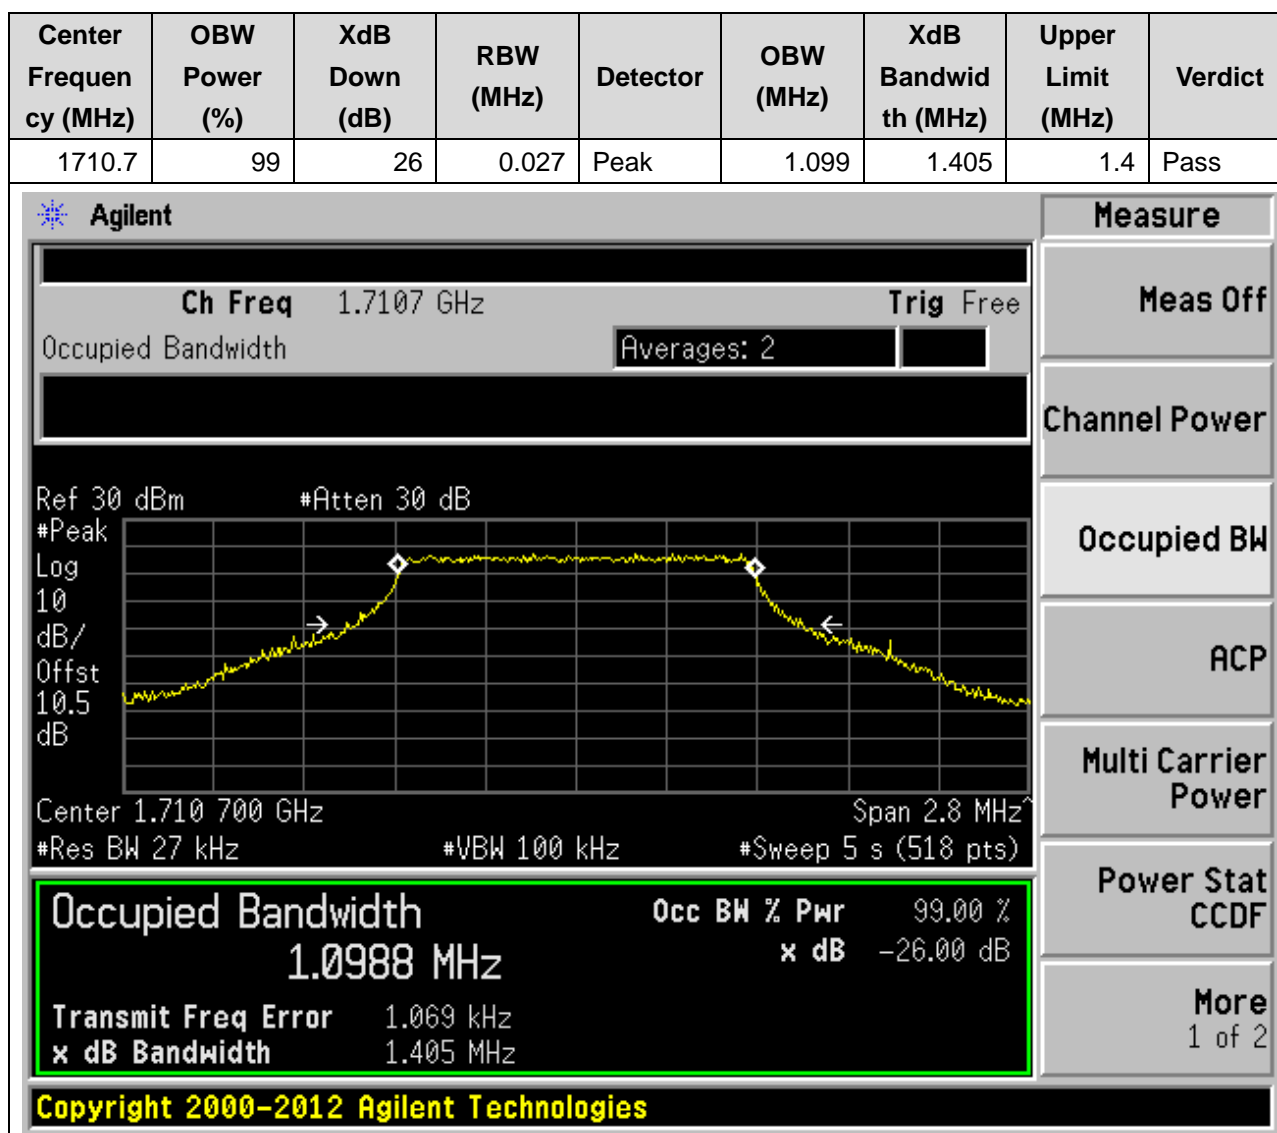 Center Frequen cy (MHz)
OBW Power (%)
XdB Down (dB)
RBW (MHz)
Detector
OBW (MHz)
XdB Bandwid th (MHz)
Upper Limit (MHz)
Verdict
1710.7 99 26 0.027 Peak 1.099 1.405 1.4 Pass
Agilent
Measure
Ch Freq 1.7107 GHz Trig Free
Meas Off
Occupied Bandwidth Averages: 2
Channel Power
Ref 30 dBm #Atten 30 dB
#Peak
Log
10
dB/
Offst
10.5
dB
Occupied BW
ACP
Multi Carrier
Power
Center 1.710 700 GHz Span 2.8 MHz^
#Res BW 27 kHz #VBW 100 kHz #Sweep 5 s (518 pts)
Power Stat
CCDF
Occupied Bandwidth Occ BW % Pwr 99.00 %
1.0988 MHz x dB -26.00 dB
More
1 of 2
Transmit Freq Error 1.069 kHz
x dB Bandwidth 1.405 MHz
Copyright 2000-2012 Agilent Technologies